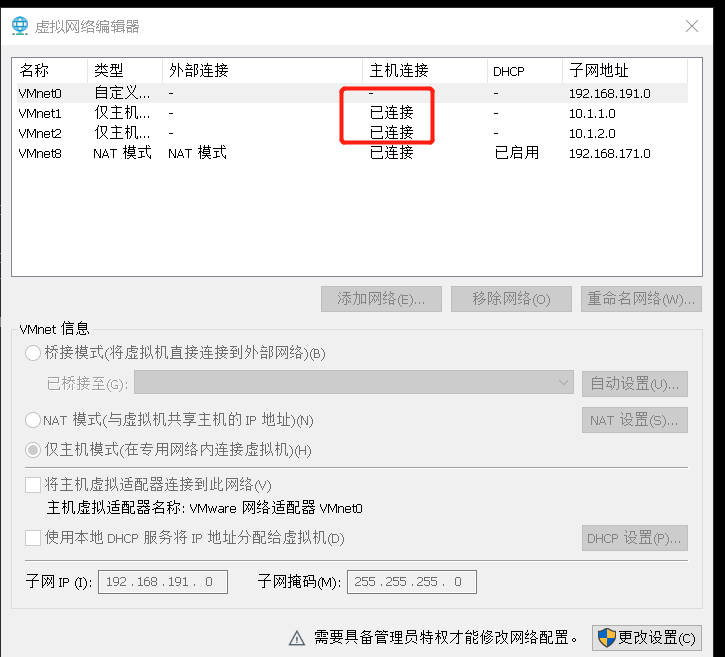 虚拟网络编辑器
名称 类型 外部连接 主机连接 DHCP 子网地址
VMnet0 自定义... - - - 192.168.191.0
VMnet1 仅主机... - 已连接 - 10.1.1.0
VMnet2 仅主机... - 已连接 - 10.1.2.0
VMnet8 NAT 模式 NAT 模式 已连接 已启用 192.168.171.0
添加网络(E)... 移除网络(O) 重命名网络(W)...
VMnet 信息
桥接模式(将虚拟机直接连接到外部网络)(B)
已桥接至(G): 自动设置(U)...
NAT 模式(与虚拟机共享主机的 IP 地址)(N) NAT 设置(S)...
仅主机模式(在专用网络内连接虚拟机)(H)
将主机虚拟适配器连接到此网络(V)
主机虚拟适配器名称: VMware 网络适配器 VMnet0
使用本地 DHCP 服务将 IP 地址分配给虚拟机(D) DHCP 设置(P)...
子网 IP (I): 192.168.191. 0 子网掩码(M): 255.255.255. 0
需要具备管理员特权才能修改网络配置。 更改设置(C)